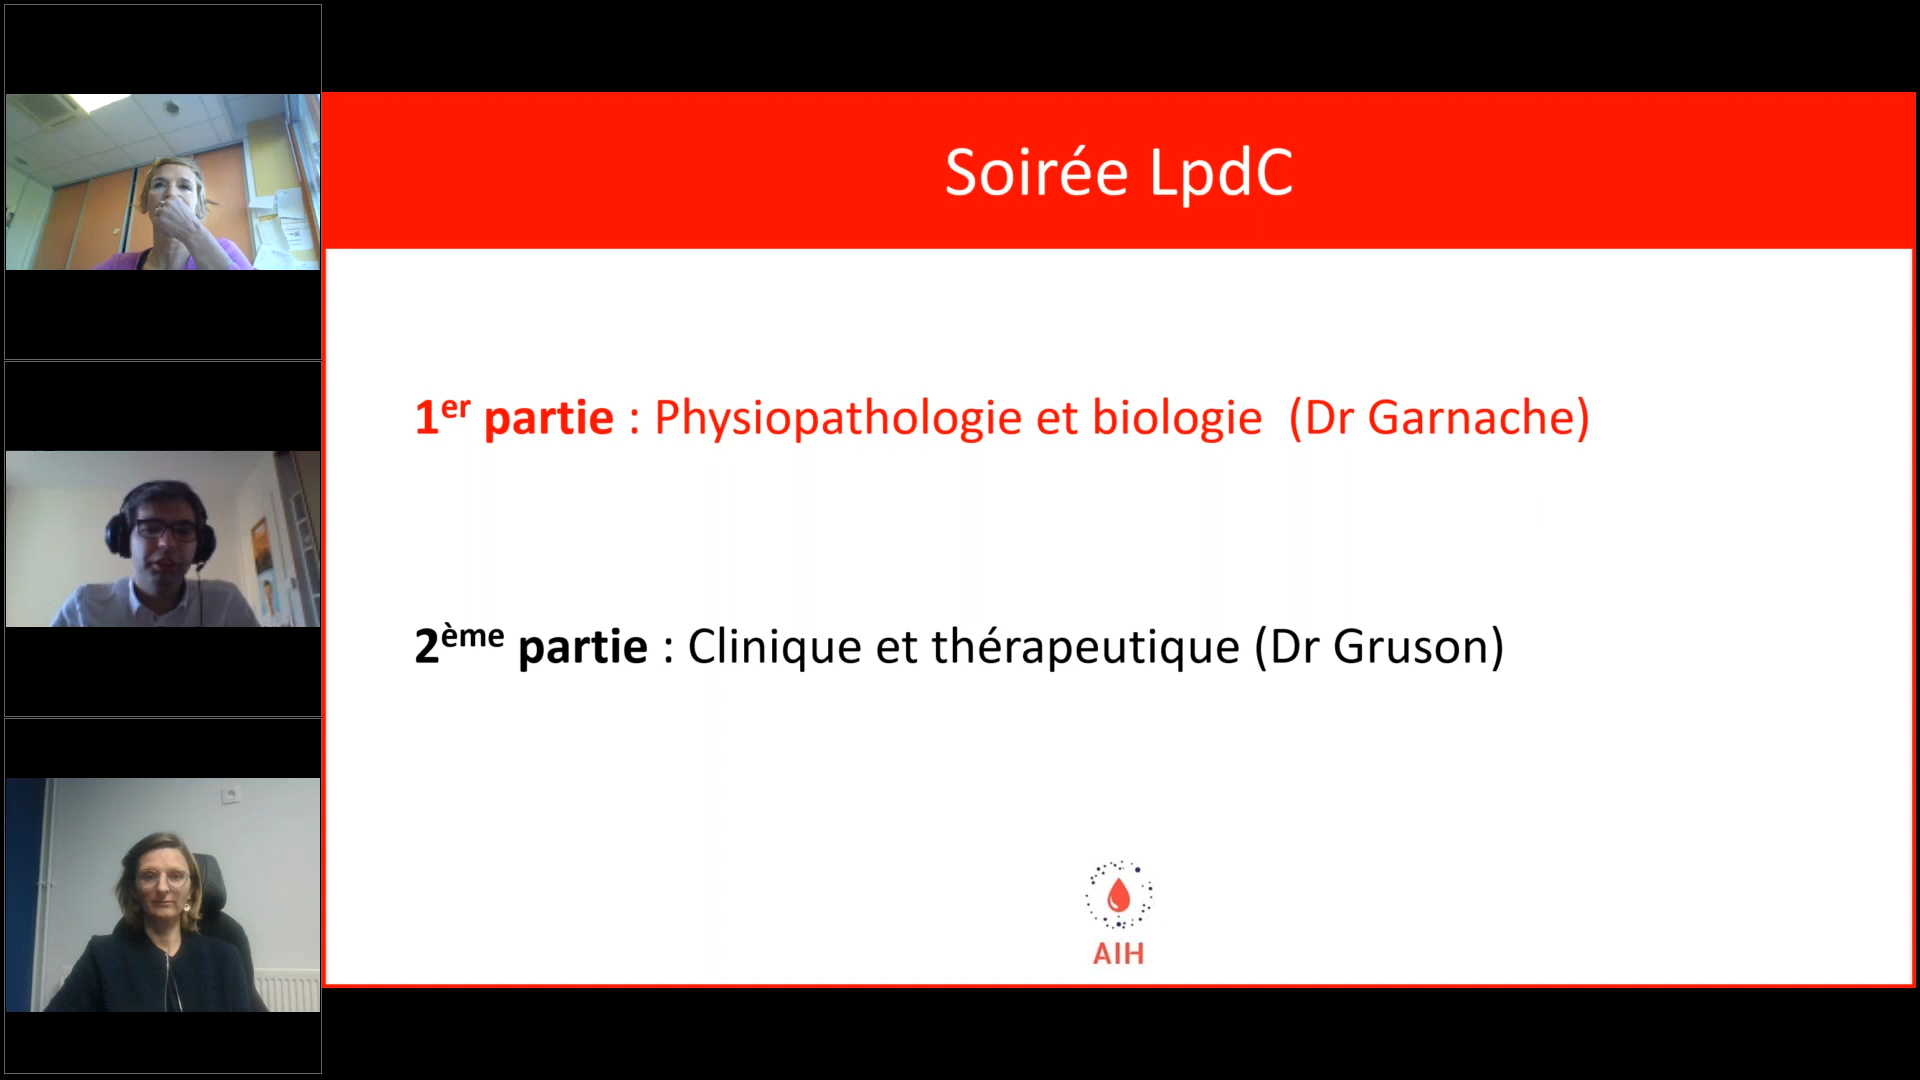 Soirée LpdC
1er partie : Physiopathologie et biologie (Dr Garnache)
2ème partie : Clinique et thérapeutique (Dr Gruson)
AIH